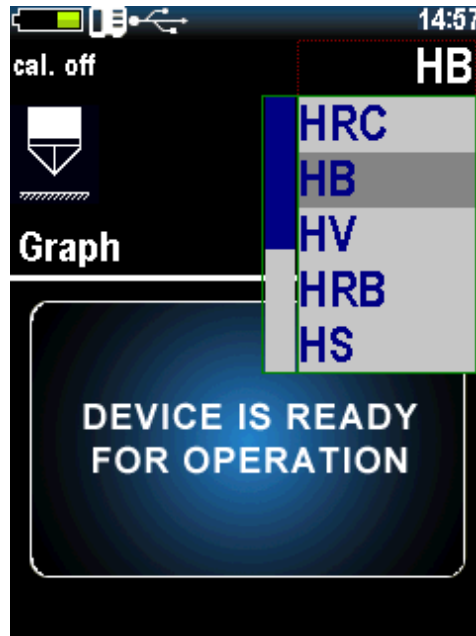 14:57
cal. off
HB
HRC
HB
HV
Graph
HRB
HS
DEVICE IS READY
FOR OPERATION